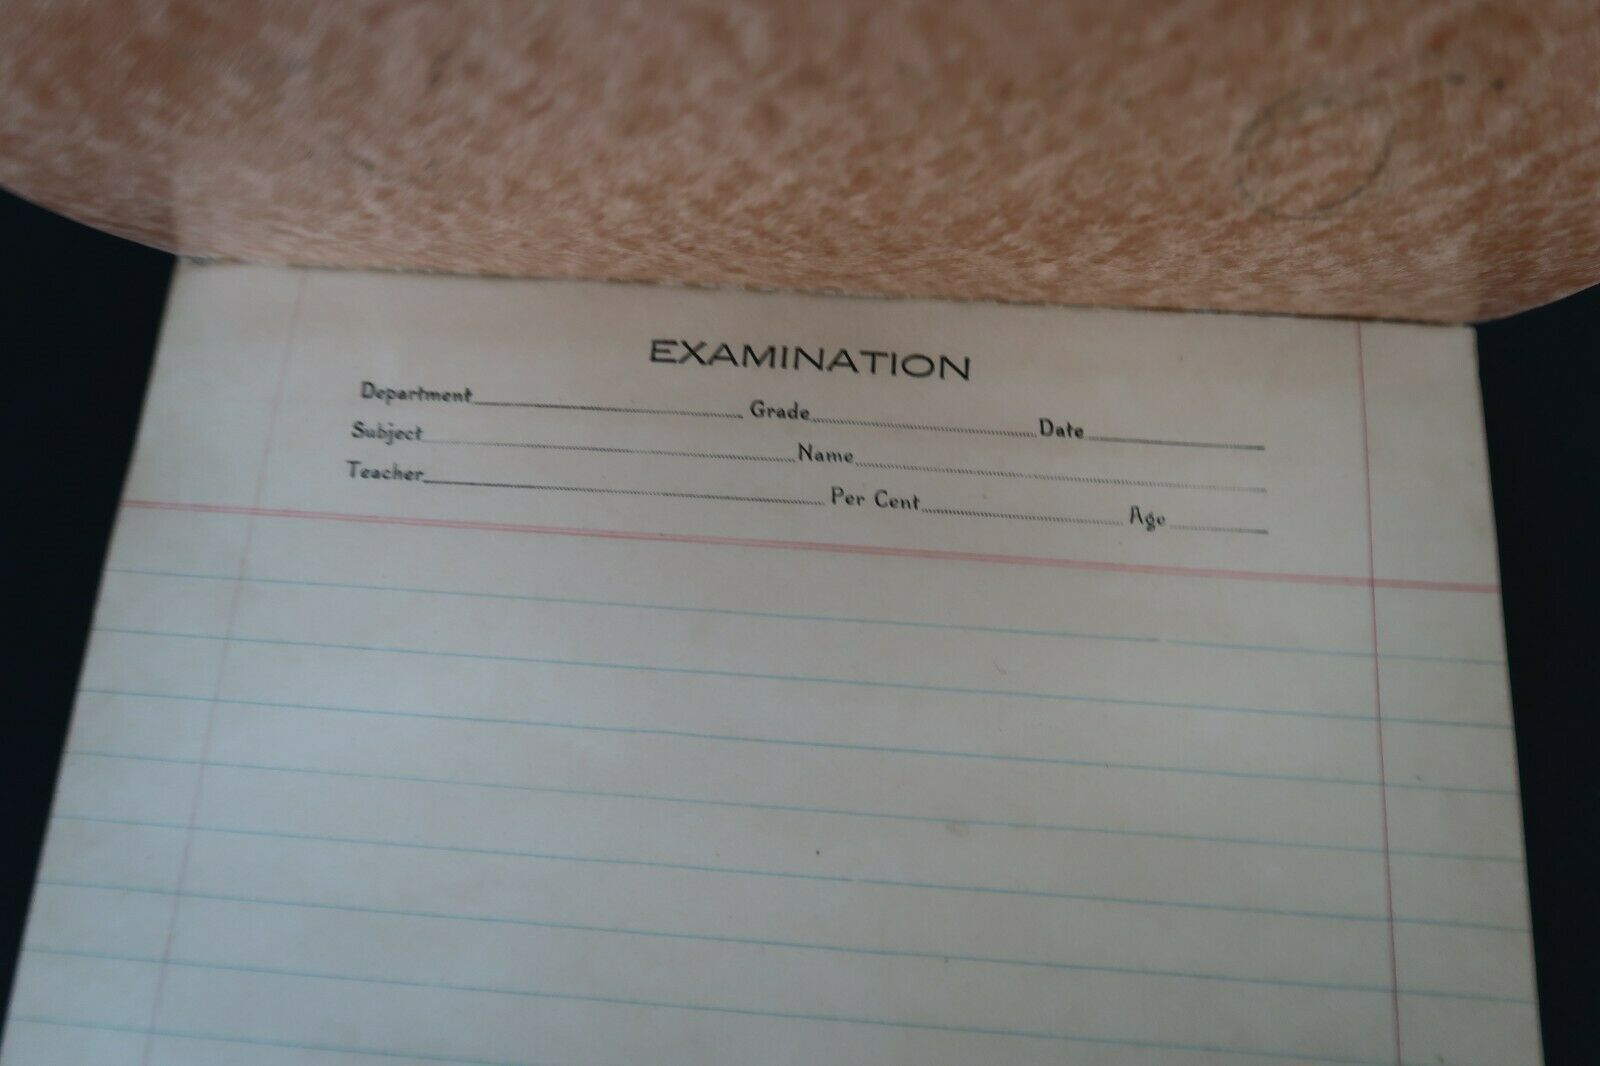 EXAMINATION
Department Grade Date
Subject Name
Teacher Per Cent Age